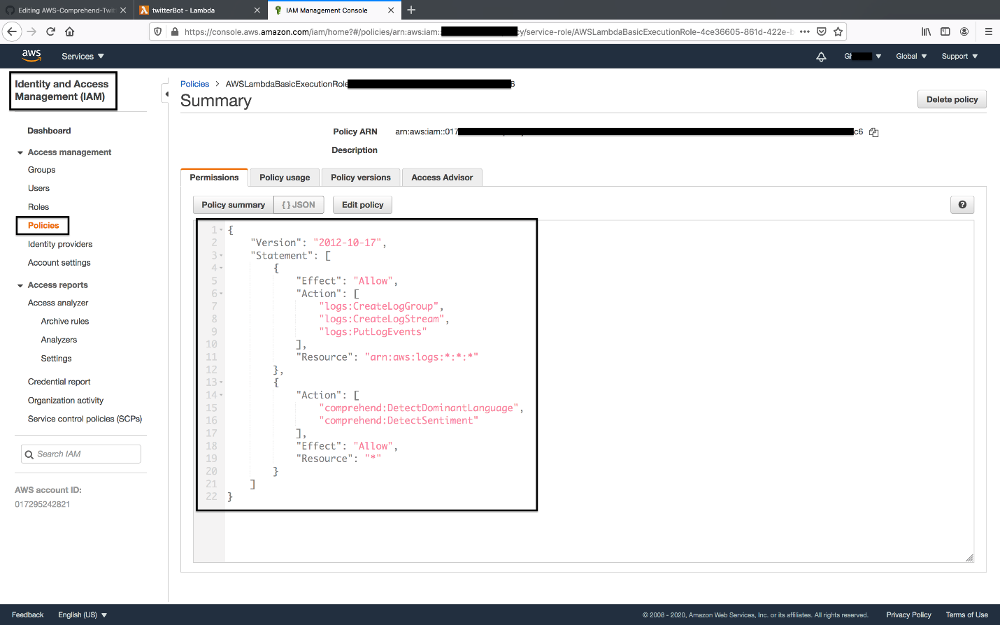 Editing AWS-Comprehend-Twit
twitterBot - Lambda
IAM Management Console
https://console.aws.amazon.com/iam/home?#/policies/arn:aws:iam:: cy/service-role/AWSLambdaBasicExecutionRole-4ce36605-861d-422e-b
aws
Services
Gh
Global
Support
Identity and Access
Management (IAM)
Dashboard
Access management
Groups
Users
Roles
Policies
Identity providers
Account settings
Access reports
Access analyzer
Archive rules
Analyzers
Settings
Credential report
Organization activity
Service control policies (SCPs)
Search IAM
AWS account ID:
017295242821
Policies > AWSLambdaBasicExecutionRole 6
Summary
Delete policy
Policy ARN arn:aws:iam::017 c6
Description
Permissions
Policy usage
Policy versions
Access Advisor
Policy summary
{ } JSON
Edit policy
?
1 {
2 "Version": "2012-10-17",
3 "Statement": [
4 {
5 "Effect": "Allow",
6 "Action": [
7 "logs:CreateLogGroup",
8 "logs:CreateLogStream",
9 "logs:PutLogEvents"
10 ],
11 "Resource": "arn:aws:logs:*:*:*"
12 },
13 {
14 "Action": [
15 "comprehend:DetectDominantLanguage",
16 "comprehend:DetectSentiment"
17 ],
18 "Effect": "Allow",
19 "Resource": "*"
20 }
21 ]
22 }
Feedback
English (US)
© 2008 - 2020, Amazon Web Services, Inc. or its affiliates. All rights reserved.
Privacy Policy
Terms of Use